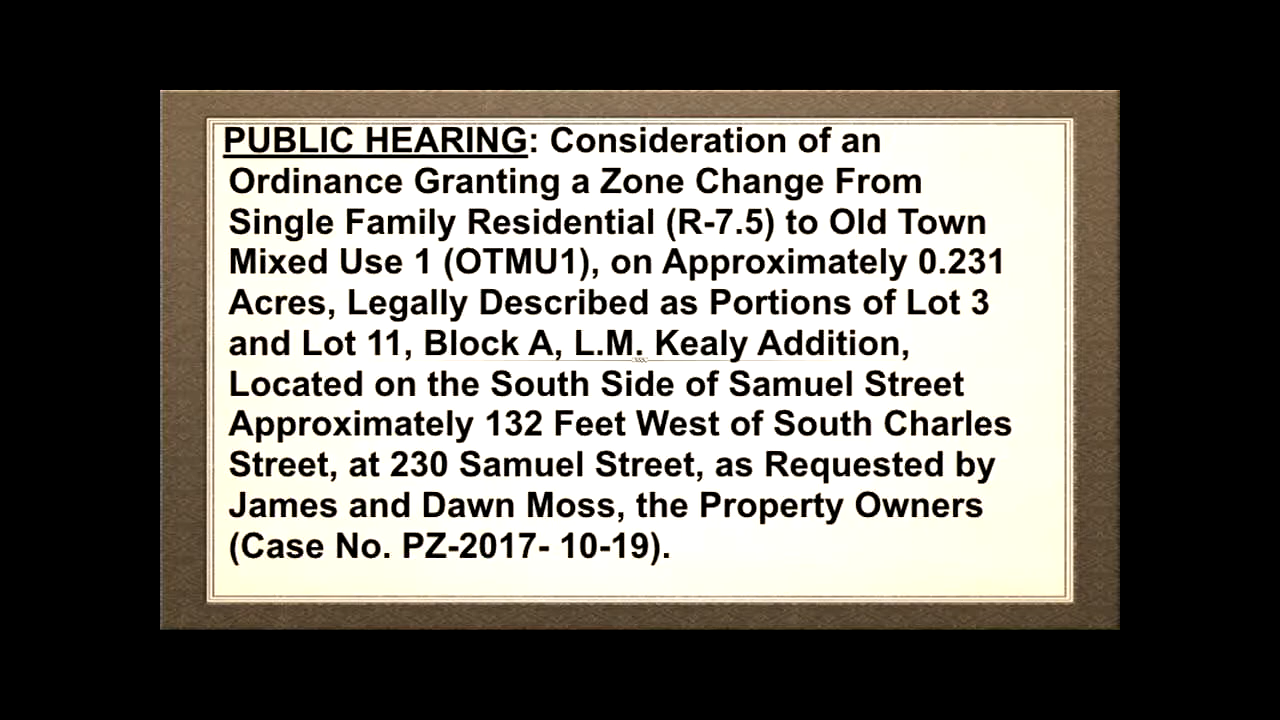 PUBLIC HEARING: Consideration of an
Ordinance Granting a Zone Change From
Single Family Residential (R-7.5) to Old Town
Mixed Use 1 (OTMU1), on Approximately 0.231
Acres, Legally Described as Portions of Lot 3
and Lot 11, Block A, L.M. Kealy Addition,
Located on the South Side of Samuel Street
Approximately 132 Feet West of South Charles
Street, at 230 Samuel Street, as Requested by
James and Dawn Moss, the Property Owners
(Case No. PZ-2017- 10-19).